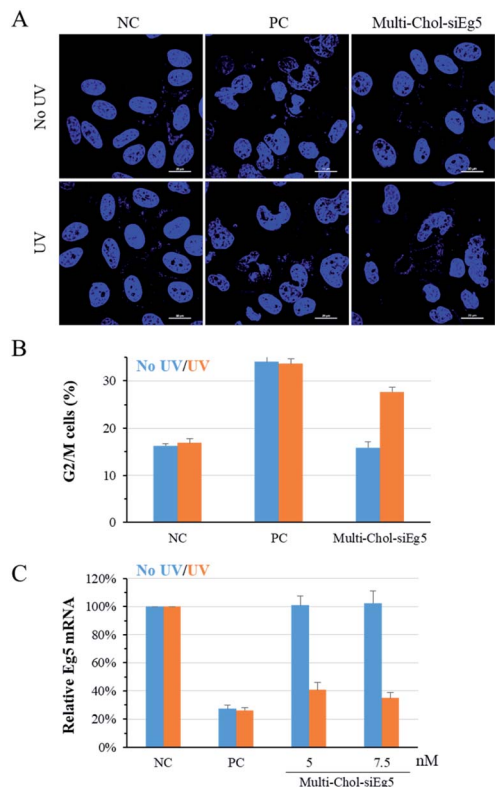 A
NC PC Multi-Chol-siEg5
No UV
UV
B
No UV/UV
G2/M cells (%)
30
20
10
0
NC PC Multi-Chol-siEg5
C
No UV/UV
Relative Eg5 mRNA
120%
100%
80%
60%
40%
20%
0%
NC PC 5 7.5 nM
Multi-Chol-siEg5